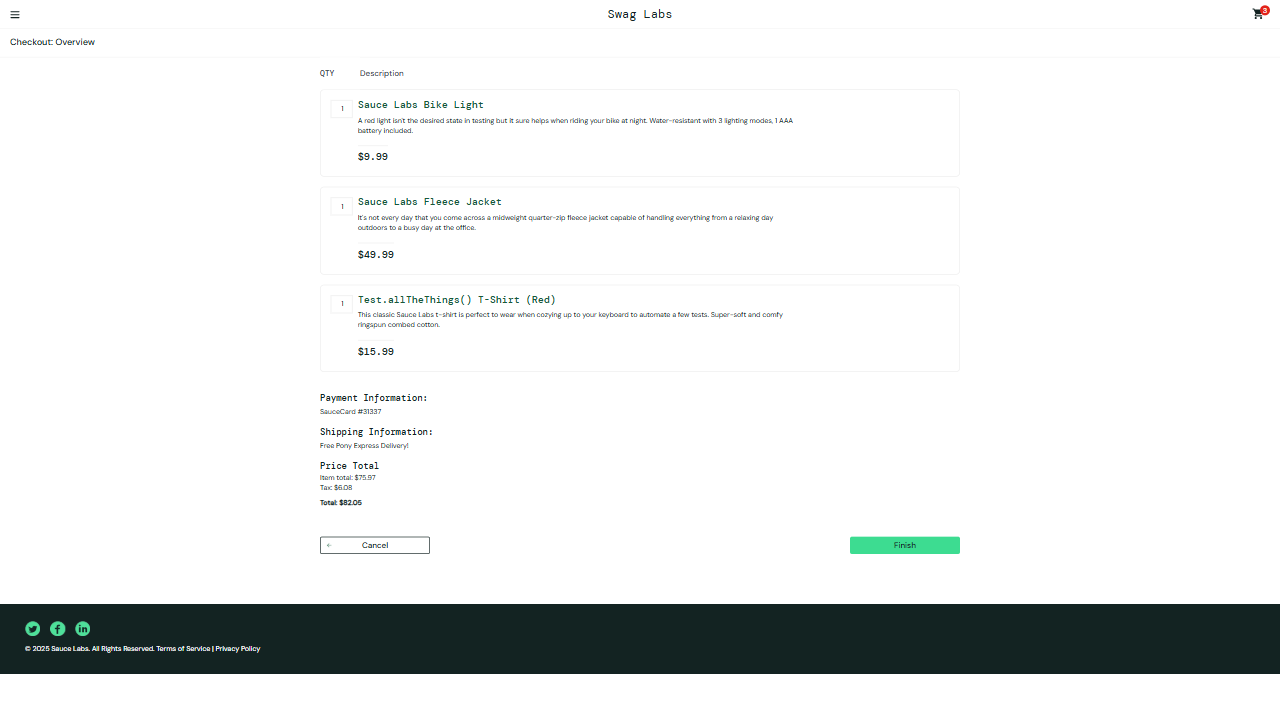 Swag Labs
3
Checkout: Overview
QTY Description
1 Sauce Labs Bike Light
A red light isn't the desired state in testing but it sure helps when riding your bike at night. Water-resistant with 3 lighting modes, 1 AAA
battery included.
$9.99
1 Sauce Labs Fleece Jacket
It's not every day that you come across a midweight quarter-zip fleece jacket capable of handling everything from a relaxing day
outdoors to a busy day at the office.
$49.99
1 Test.allTheThings() T-Shirt (Red)
This classic Sauce Labs t-shirt is perfect to wear when cozying up to your keyboard to automate a few tests. Super-soft and comfy
ringspun combed cotton.
$15.99
Payment Information:
SauceCard #31337
Shipping Information:
Free Pony Express Delivery!
Price Total
Item total: $75.97
Tax: $6.08
Total: $82.05
Cancel Finish
© 2025 Sauce Labs. All Rights Reserved. Terms of Service | Privacy Policy